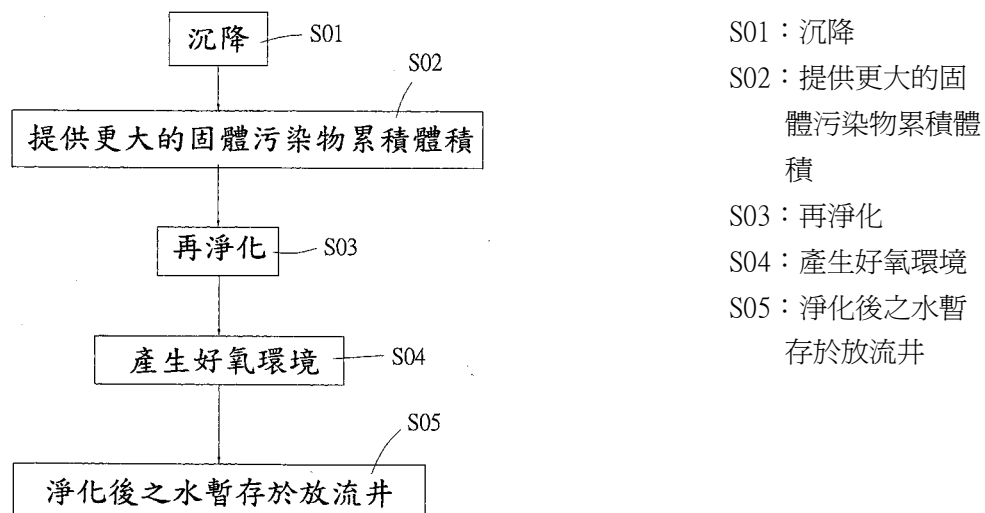 沉降 S01
S02
提供更大的固體污染物累積體積
再淨化 S03
產生好氧環境 S04
S05
淨化後之水暫存於放流井
S01：沉降
S02：提供更大的固
體污染物累積體
積
S03：再淨化
S04：產生好氧環境
S05：淨化後之水暫
存於放流井